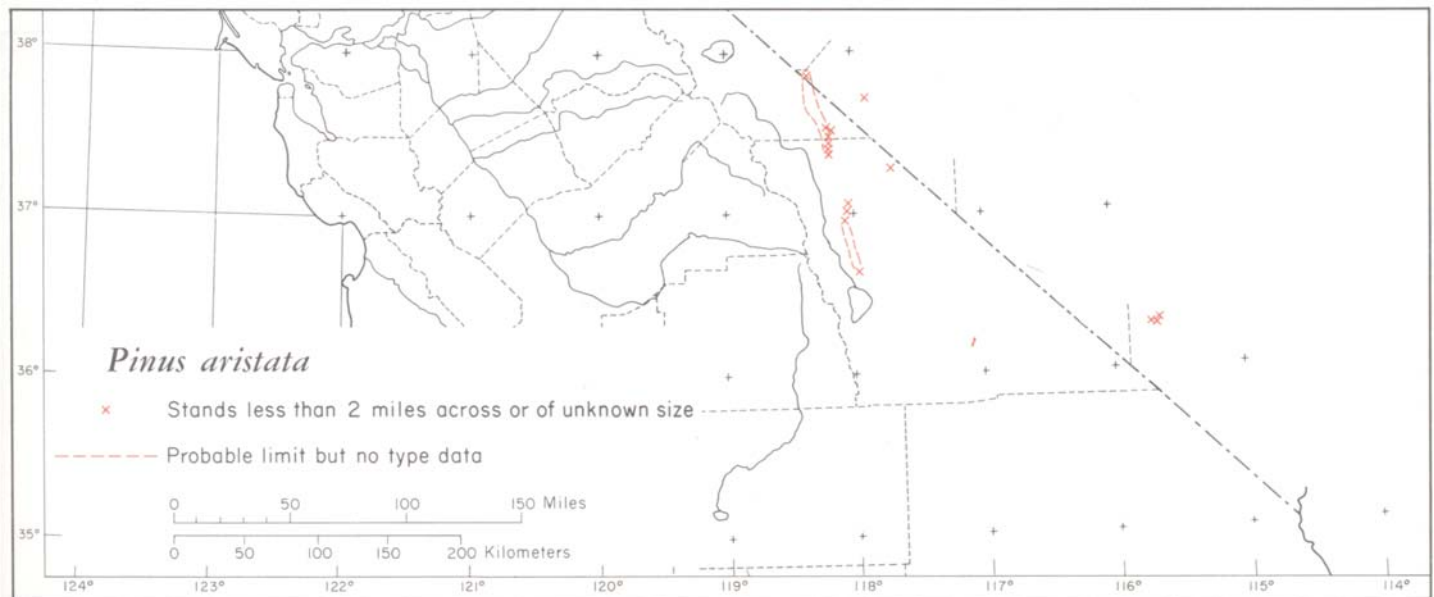 38°
37°
36°
35°
Pinus aristata
× Stands less than 2 miles across or of unknown size
Probable limit but no type data
0 50 100 150 Miles
0 50 100 150 200 Kilometers
124° 123° 122° 121° 120° 119° 118° 117° 116° 115° 114°